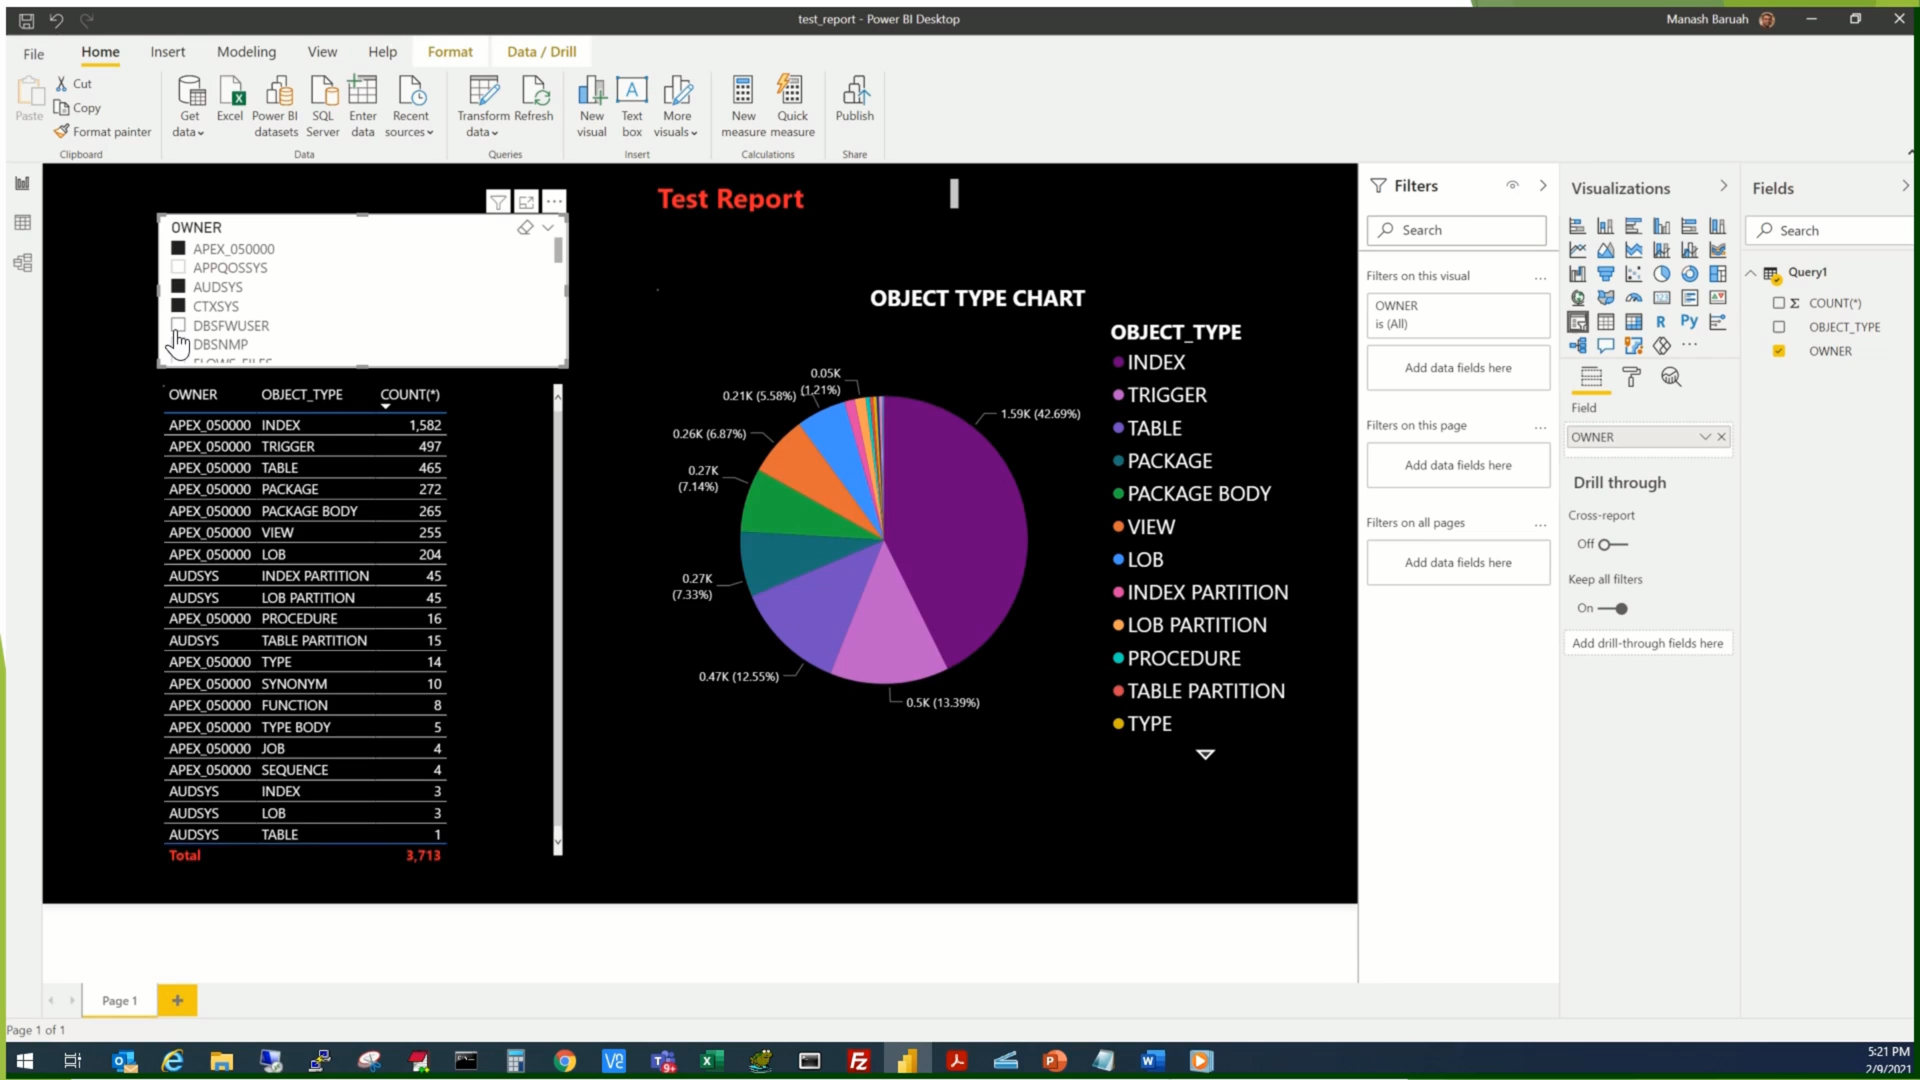 test_report - Power BI Desktop
Manash Baruah
File Home Insert Modeling View Help Format Data / Drill
Paste
Cut
Copy
Format painter
Get data
Excel
Power BI datasets
SQL Server
Enter data
Recent sources
Transform data
Refresh
New visual
Text box
More visuals
New measure
Quick measure
Publish
Clipboard
Data
Queries
Insert
Calculations
Share
Test Report
OWNER
APEX_050000
APPQOSSYS
AUDSYS
CTXSYS
DBSFWUSER
DBSNMP
FLOWS_FILES
OWNER OBJECT_TYPE COUNT(*)
APEX_050000 INDEX 1,582
APEX_050000 TRIGGER 497
APEX_050000 TABLE 465
APEX_050000 PACKAGE 272
APEX_050000 PACKAGE BODY 265
APEX_050000 VIEW 255
APEX_050000 LOB 204
AUDSYS INDEX PARTITION 45
AUDSYS LOB PARTITION 45
APEX_050000 PROCEDURE 16
AUDSYS TABLE PARTITION 15
APEX_050000 TYPE 14
APEX_050000 SYNONYM 10
APEX_050000 FUNCTION 8
APEX_050000 TYPE BODY 5
APEX_050000 JOB 4
APEX_050000 SEQUENCE 4
AUDSYS INDEX 3
AUDSYS LOB 3
AUDSYS TABLE 1
Total 3,713
OBJECT TYPE CHART
0.05K
(1.21%)
0.21K (5.58%)
0.26K (6.87%)
0.27K
(7.14%)
0.27K
(7.33%)
0.47K (12.55%)
0.5K (13.39%)
1.59K (42.69%)
OBJECT_TYPE
INDEX
TRIGGER
TABLE
PACKAGE
PACKAGE BODY
VIEW
LOB
INDEX PARTITION
LOB PARTITION
PROCEDURE
TABLE PARTITION
TYPE
Filters
Search
Filters on this visual ...
OWNER
is (All)
Add data fields here
Filters on this page ...
Add data fields here
Filters on all pages ...
Add data fields here
Visualizations
R Py
...
Field
OWNER
Drill through
Cross-report
Off
Keep all filters
On
Add drill-through fields here
Fields
Search
Query1
Σ COUNT(*)
OBJECT_TYPE
OWNER
Page 1
Page 1 of 1
5:21 PM
2/9/2021